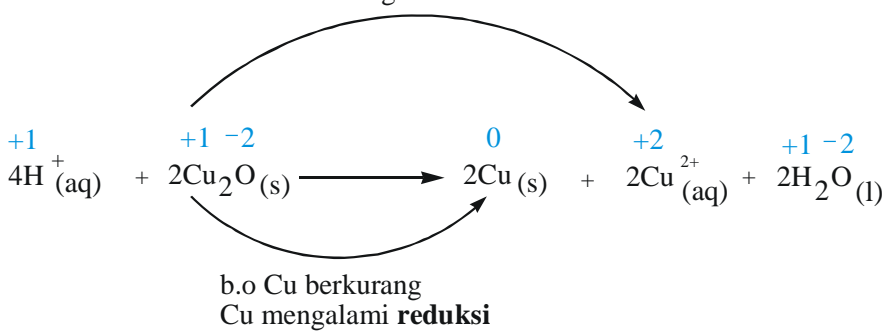 +1 +1 -2 0 +2 +1 -2
4H+(aq) + 2Cu2O(s) 2Cu(s) + 2Cu2+(aq) + 2H2O(l)
b.o Cu berkurang
Cu mengalami reduksi